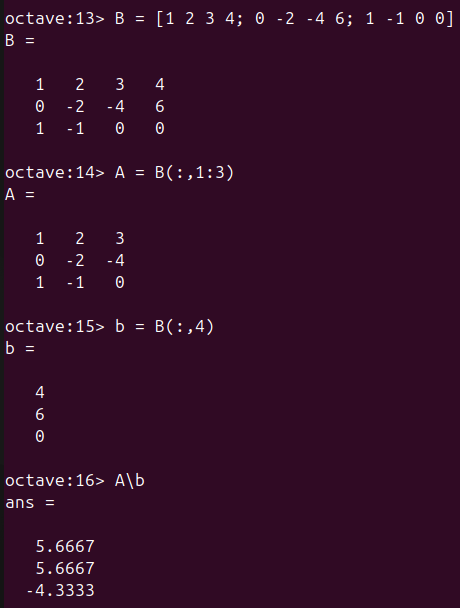 octave:13> B = [1 2 3 4; 0 -2 -4 6; 1 -1 0 0]
B =
1 2 3 4
0 -2 -4 6
1 -1 0 0
octave:14> A = B(:,1:3)
A =
1 2 3
0 -2 -4
1 -1 0
octave:15> b = B(:,4)
b =
4
6
0
octave:16> A\b
ans =
5.6667
5.6667
-4.3333